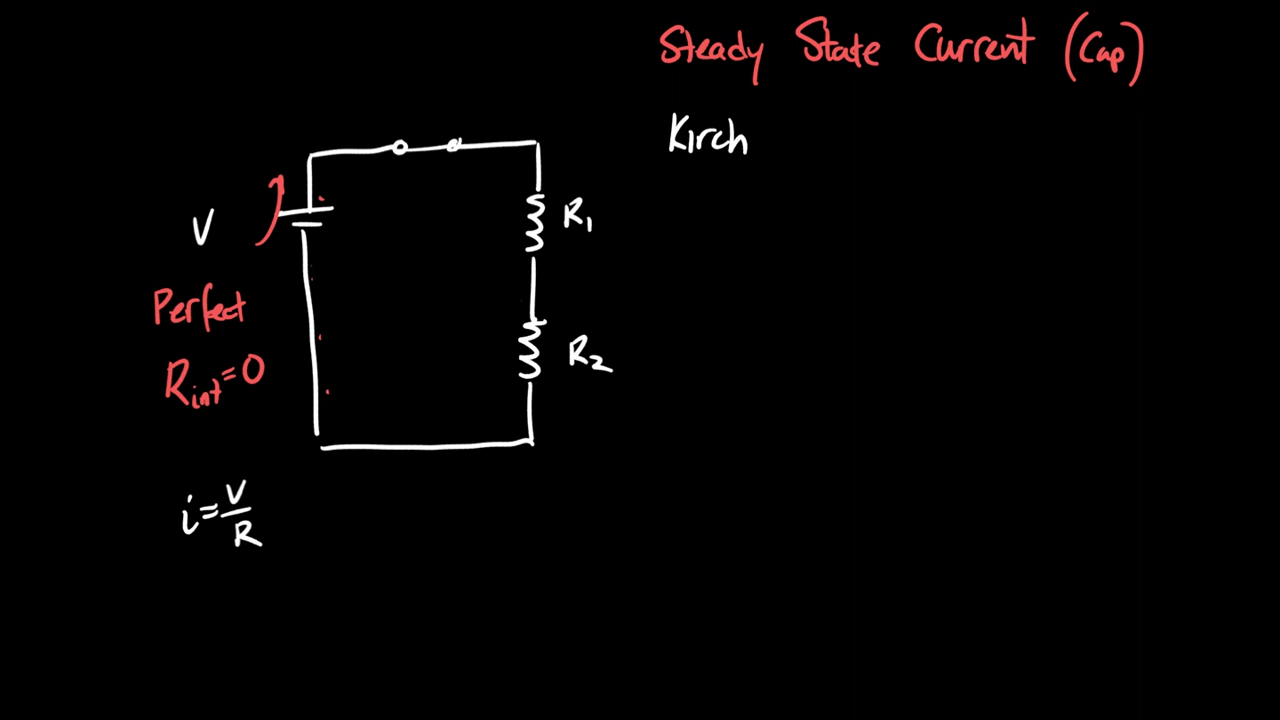 Steady State Current (Cap)
Kirch
V
R1
Perfect
Rint=0
R2
i=V/R